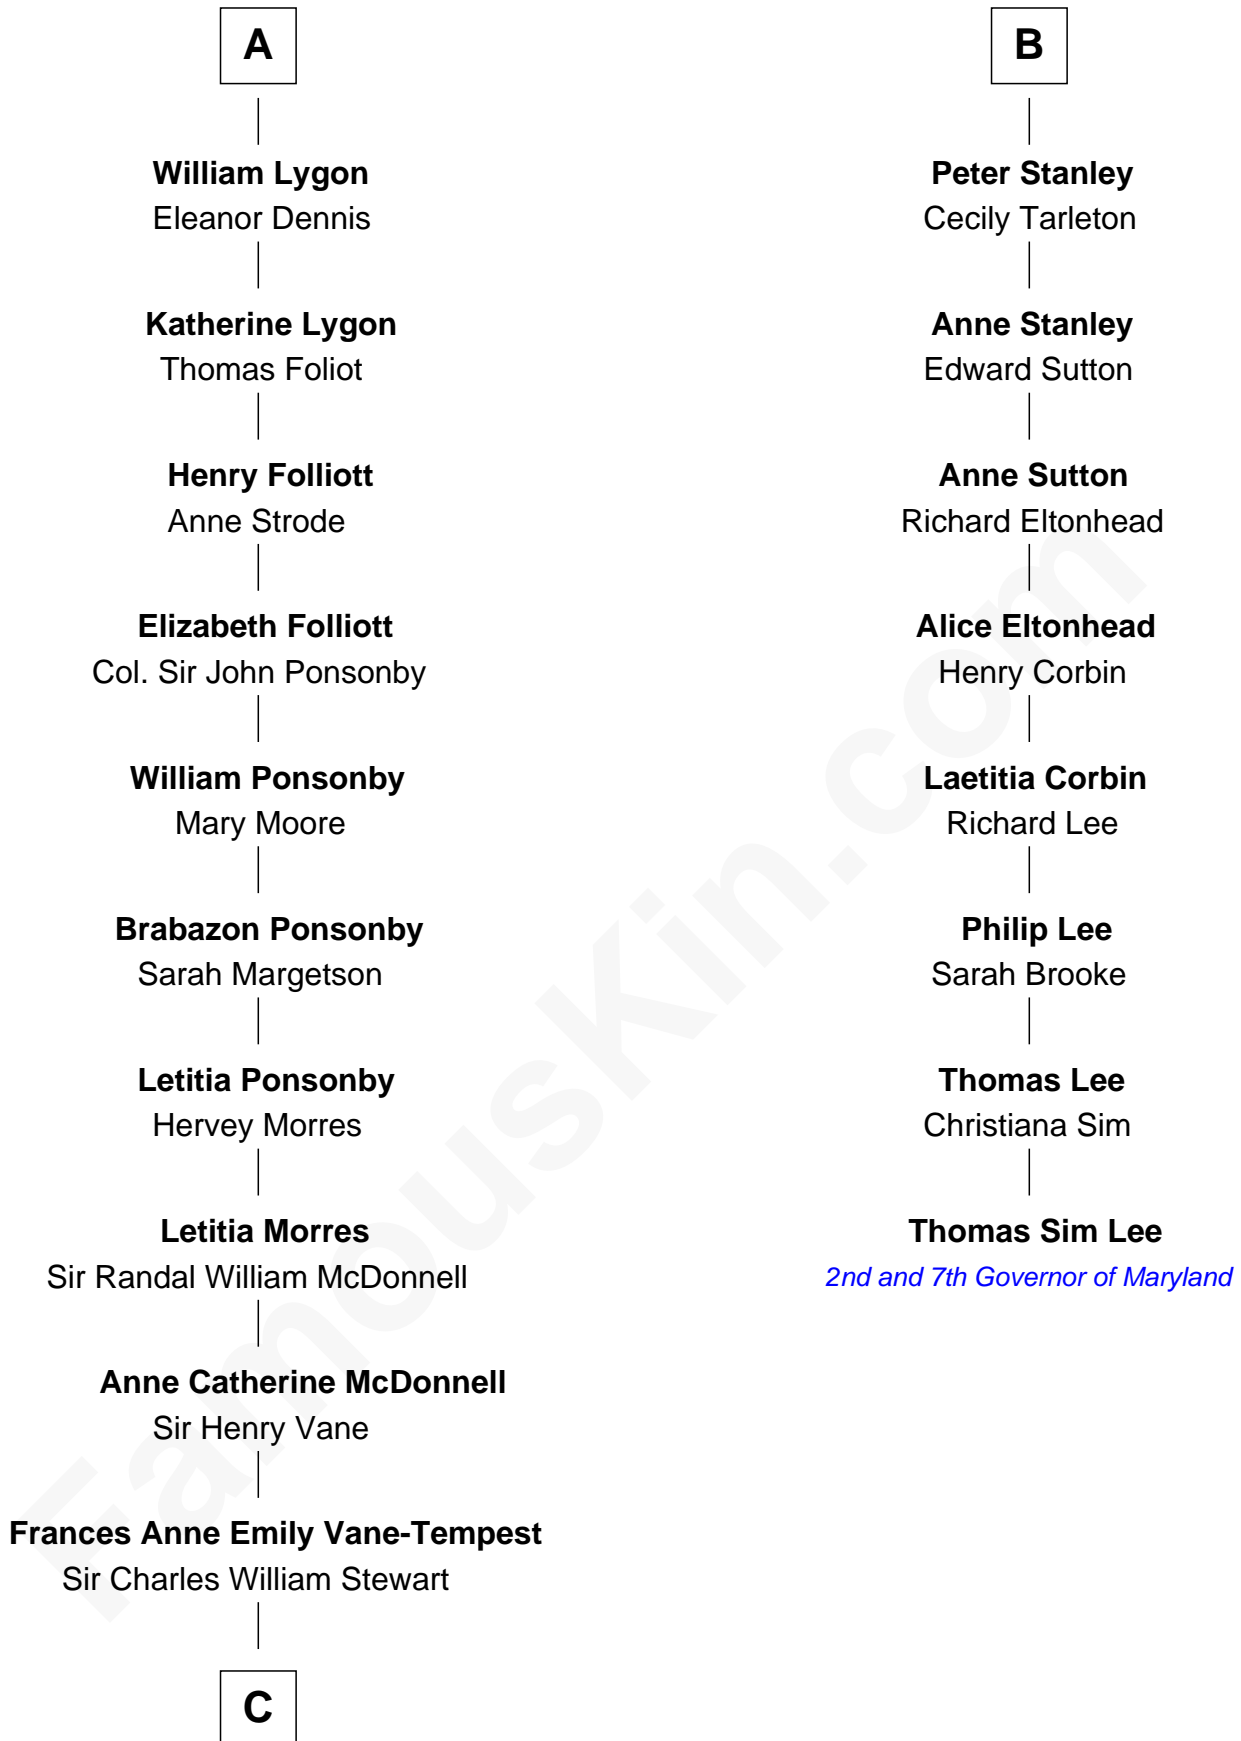 A
William Lygon
Eleanor Dennis
Katherine Lygon
Thomas Foliot
Henry Folliott
Anne Strode
Elizabeth Folliott
Col. Sir John Ponsonby
William Ponsonby
Mary Moore
Brabazon Ponsonby
Sarah Margetson
Letitia Ponsonby
Hervey Morres
Letitia Morres
Sir Randal William McDonnell
Anne Catherine McDonnell
Sir Henry Vane
Frances Anne Emily Vane-Tempest
Sir Charles William Stewart
C
B
Peter Stanley
Cecily Tarleton
Anne Stanley
Edward Sutton
Anne Sutton
Richard Eltonhead
Alice Eltonhead
Henry Corbin
Laetitia Corbin
Richard Lee
Philip Lee
Sarah Brooke
Thomas Lee
Christiana Sim
Thomas Sim Lee
2nd and 7th Governor of Maryland
FamousKin.com